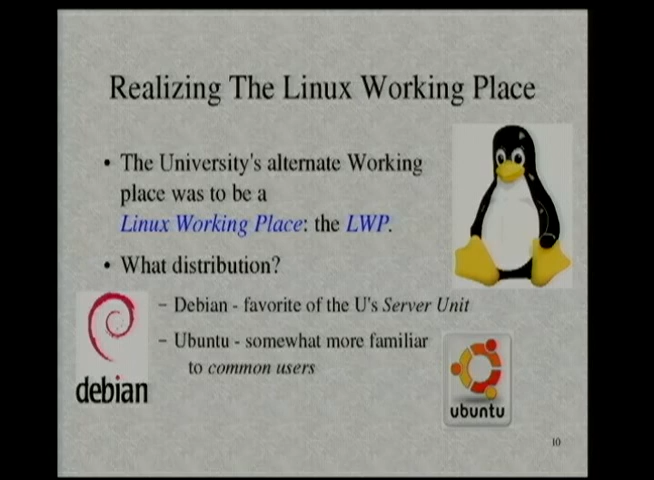 Realizing The Linux Working Place
• The University's alternate Working
place was to be a
Linux Working Place: the LWP.
• What distribution?
– Debian - favorite of the U's Server Unit
– Ubuntu - somewhat more familiar
to common users
debian
ubuntu
10